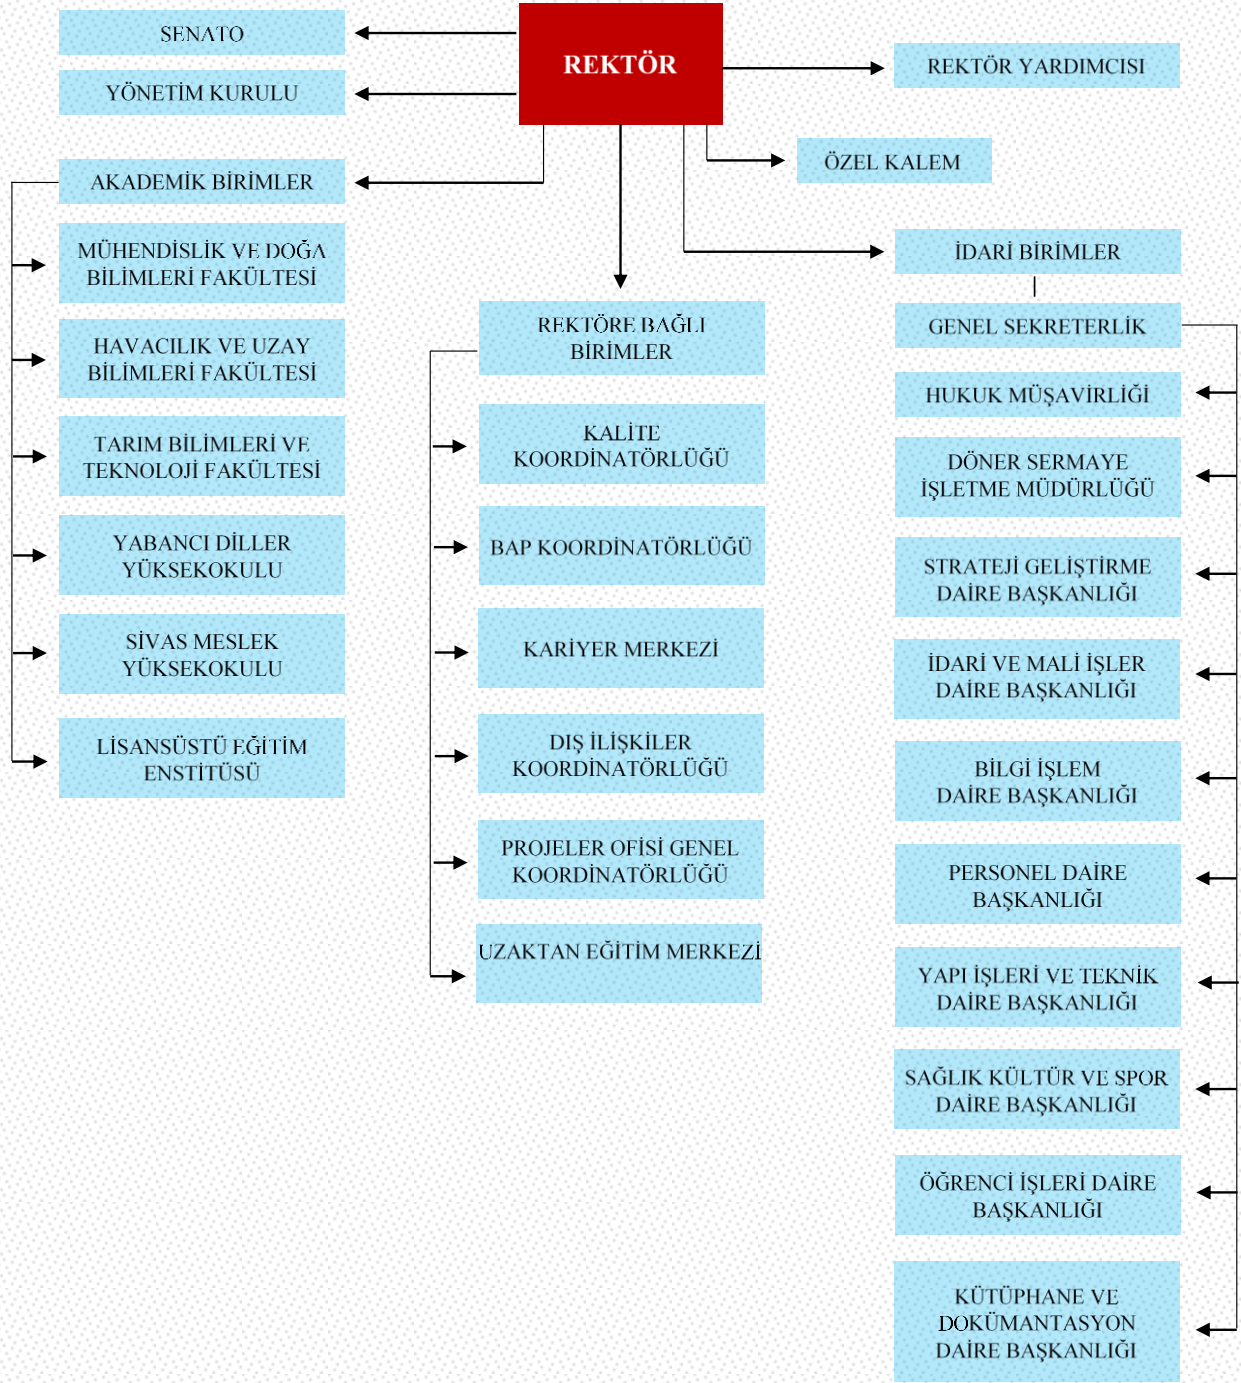 REKTÖR
SENATO
YÖNETİM KURULU
REKTÖR YARDIMCISI
ÖZEL KALEM
AKADEMİK BİRİMLER
MÜHENDİSLİK VE DOĞA
BİLİMLERİ FAKÜLTESİ
HAVACILIK VE UZAY
BİLİMLERİ FAKÜLTESİ
TARIM BİLİMLERİ VE
TEKNOLOJİ FAKÜLTESİ
YABANCI DİLLER
YÜKSEKOKULU
SİVAS MESLEK
YÜKSEKOKULU
LİSANSÜSTÜ EĞİTİM
ENSTİTÜSÜ
REKTÖRE BAĞLI
BİRİMLER
KALİTE
KOORDİNATÖRLÜĞÜ
BAP KOORDİNATÖRLÜĞÜ
KARİYER MERKEZİ
DIŞ İLİŞKİLER
KOORDİNATÖRLÜĞÜ
PROJELER OFİSİ GENEL
KOORDİNATÖRLÜĞÜ
UZAKTAN EĞİTİM MERKEZİ
İDARİ BİRİMLER
GENEL SEKRETERLİK
HUKUK MÜŞAVİRLİĞİ
DÖNER SERMAYE
İŞLETME MÜDÜRLÜĞÜ
STRATEJİ GELİŞTİRME
DAİRE BAŞKANLIĞI
İDARİ VE MALİ İŞLER
DAİRE BAŞKANLIĞI
BİLGİ İŞLEM
DAİRE BAŞKANLIĞI
PERSONEL DAİRE
BAŞKANLIĞI
YAPI İŞLERİ VE TEKNİK
DAİRE BAŞKANLIĞI
SAĞLIK KÜLTÜR VE SPOR
DAİRE BAŞKANLIĞI
ÖĞRENCİ İŞLERİ DAİRE
BAŞKANLIĞI
KÜTÜPHANE VE
DOKÜMANTASYON
DAİRE BAŞKANLIĞI